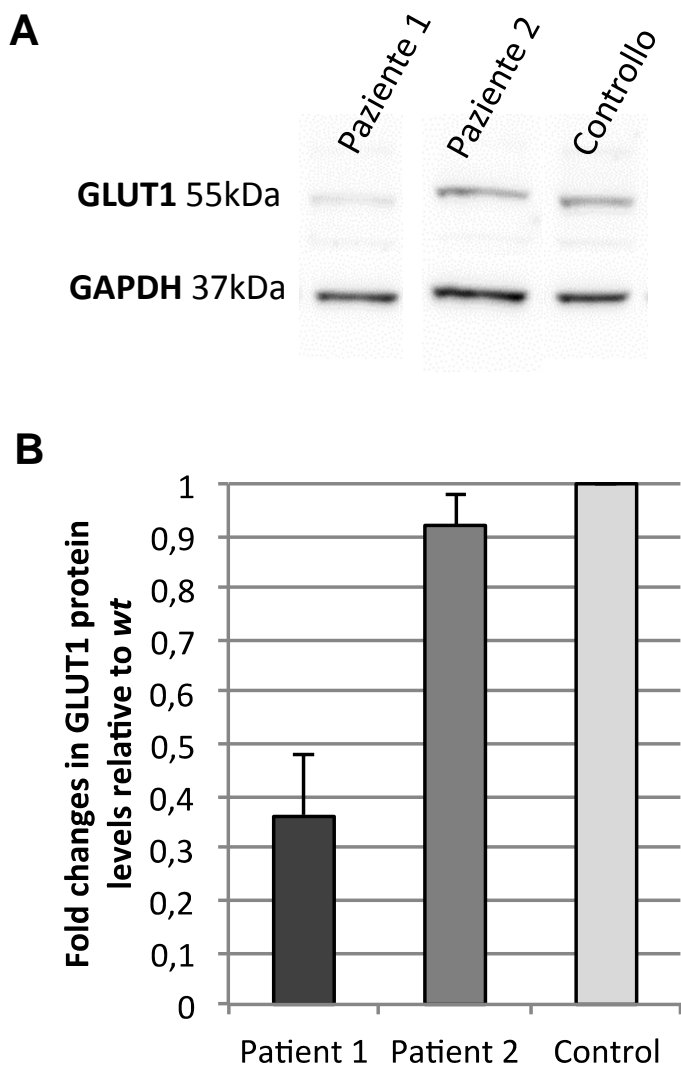 A
Paziente 1
Paziente 2
Controllo
GLUT1 55kDa
GAPDH 37kDa
B
Fold changes in GLUT1 protein
levels relative to wt
1
0,9
0,8
0,7
0,6
0,5
0,4
0,3
0,2
0,1
0
Patient 1
Patient 2
Control